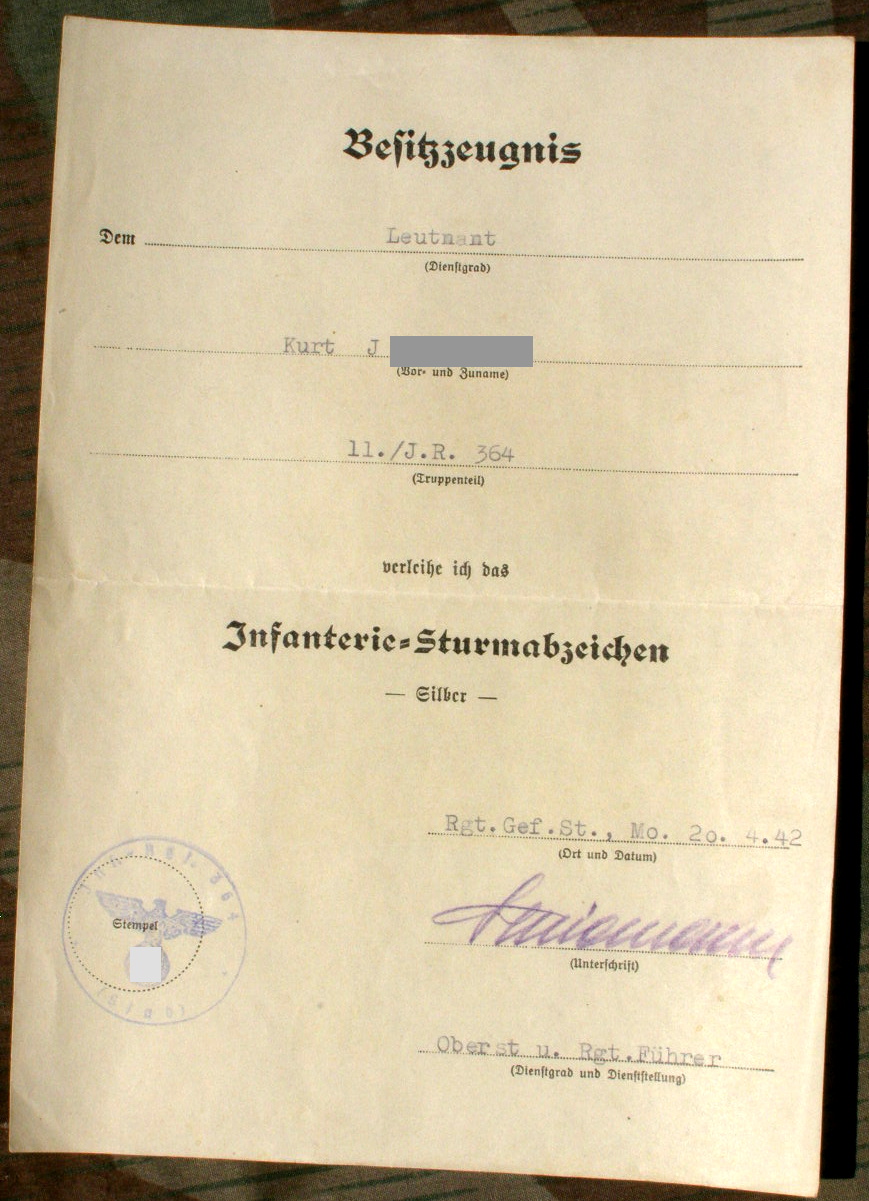 Besitzzeugnis
Dem Leutnant
(Dienstgrad)
Kurt J
(Vor- und Zuname)
11./J.R. 364
(Truppenteil)
verleihe ich das
Infanterie-Sturmabzeichen
— Silber —
Rgt.Gef.St., Mo. 2o. 4.42
(Ort und Datum)
(Unterschrift)
Stempel
Oberst u. Rgt.Führer
(Dienstgrad und Dienststellung)